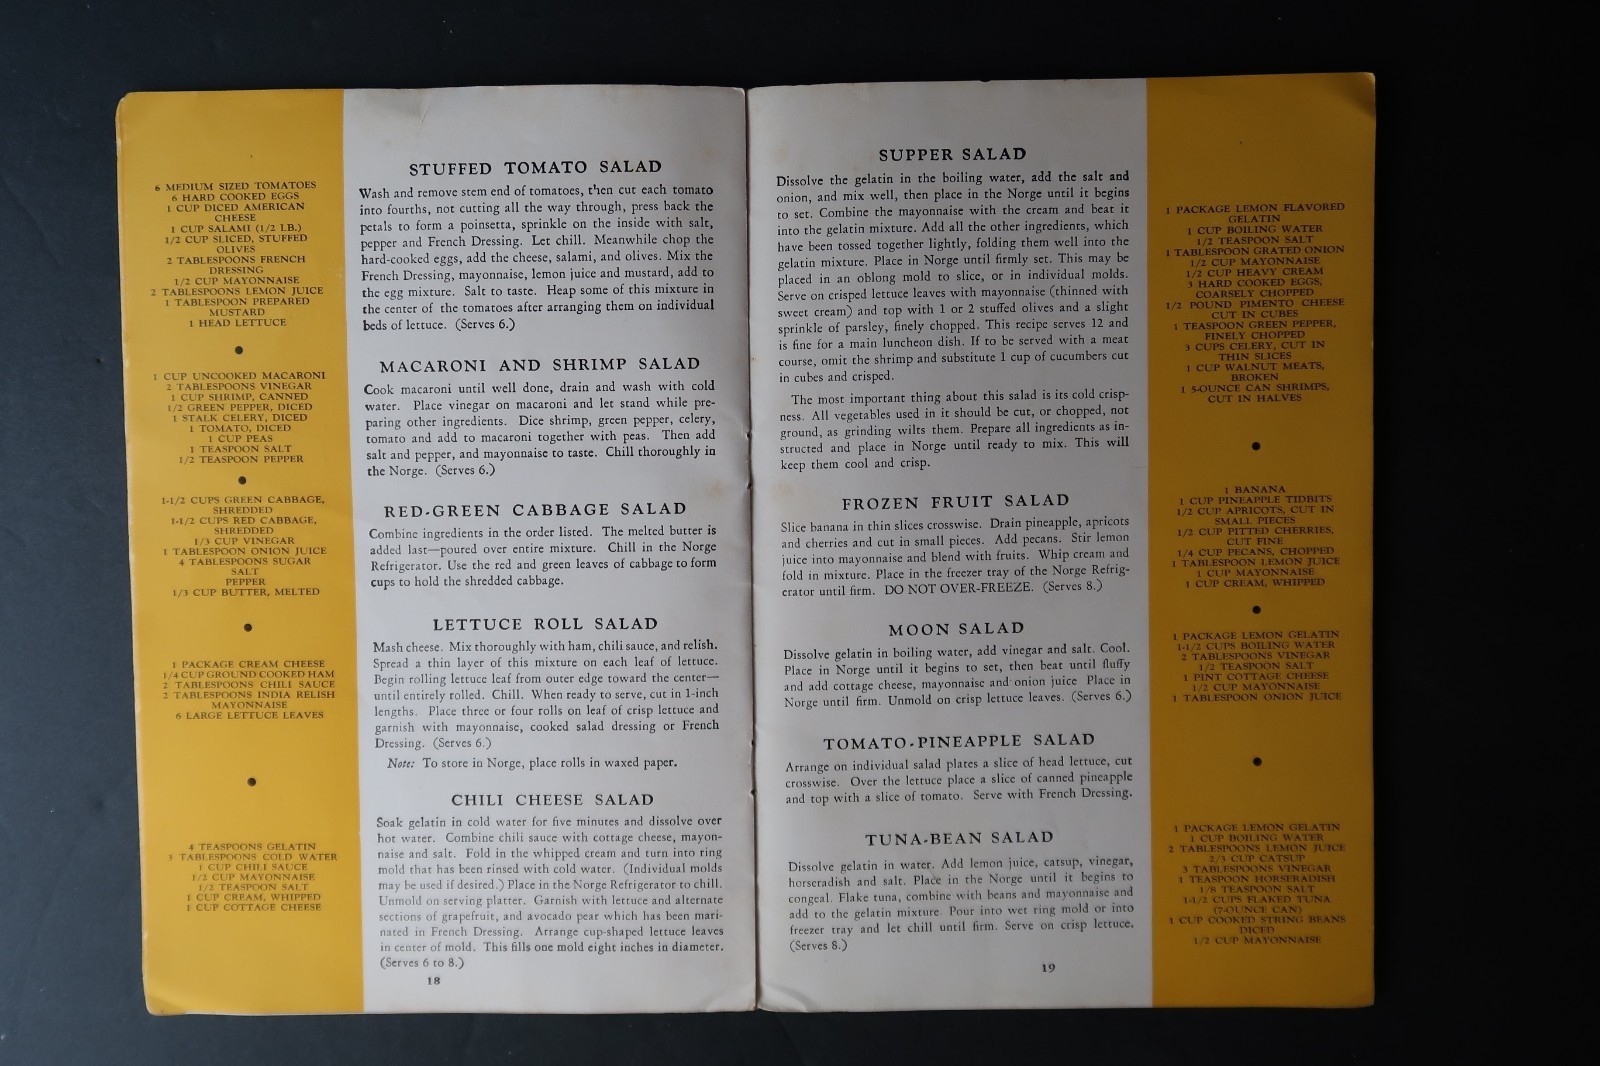 6 MEDIUM SIZED TOMATOES
6 HARD COOKED EGGS
1 CUP DICED AMERICAN
CHEESE
1 CUP SALAMI (1/2 LB.)
1/2 CUP SLICED, STUFFED
OLIVES
2 TABLESPOONS FRENCH
DRESSING
1/2 CUP MAYONNAISE
2 TABLESPOONS LEMON JUICE
1 TABLESPOON PREPARED
MUSTARD
1 HEAD LETTUCE
1 CUP UNCOOKED MACARONI
2 TABLESPOONS VINEGAR
1 CUP SHRIMP, CANNED
1/2 GREEN PEPPER, DICED
1 STALK CELERY, DICED
1 TOMATO, DICED
1 CUP PEAS
1 TEASPOON SALT
1/2 TEASPOON PEPPER
1-1/2 CUPS GREEN CABBAGE,
SHREDDED
1-1/2 CUPS RED CABBAGE,
SHREDDED
1/3 CUP VINEGAR
1 TABLESPOON ONION JUICE
4 TABLESPOONS SUGAR
SALT
PEPPER
1/3 CUP BUTTER, MELTED
1 PACKAGE CREAM CHEESE
1/4 CUP GROUND COOKED HAM
2 TABLESPOONS CHILI SAUCE
2 TABLESPOONS INDIA RELISH
MAYONNAISE
6 LARGE LETTUCE LEAVES
4 TEASPOONS GELATIN
3 TABLESPOONS COLD WATER
1 CUP CHILI SAUCE
1/2 CUP MAYONNAISE
1/2 TEASPOON SALT
1 CUP CREAM, WHIPPED
1 CUP COTTAGE CHEESE
STUFFED TOMATO SALAD
Wash and remove stem end of tomatoes, then cut each tomato
into fourths, not cutting all the way through, press back the
petals to form a poinsetta, sprinkle on the inside with salt,
pepper and French Dressing. Let chill. Meanwhile chop the
hard-cooked eggs, add the cheese, salami, and olives. Mix the
French Dressing, mayonnaise, lemon juice and mustard, add to
the egg mixture. Salt to taste. Heap some of this mixture in
the center of the tomatoes after arranging them on individual
beds of lettuce. (Serves 6.)
MACARONI AND SHRIMP SALAD
Cook macaroni until well done, drain and wash with cold
water. Place vinegar on macaroni and let stand while pre-
paring other ingredients. Dice shrimp, green pepper, celery,
tomato and add to macaroni together with peas. Then add
salt and pepper, and mayonnaise to taste. Chill thoroughly in
the Norge. (Serves 6.)
RED-GREEN CABBAGE SALAD
Combine ingredients in the order listed. The melted butter is
added last—poured over entire mixture. Chill in the Norge
Refrigerator. Use the red and green leaves of cabbage to form
cups to hold the shredded cabbage.
LETTUCE ROLL SALAD
Mash cheese. Mix thoroughly with ham, chili sauce, and relish.
Spread a thin layer of this mixture on each leaf of lettuce.
Begin rolling lettuce leaf from outer edge toward the center—
until entirely rolled. Chill. When ready to serve, cut in 1-inch
lengths. Place three or four rolls on leaf of crisp lettuce and
garnish with mayonnaise, cooked salad dressing or French
Dressing. (Serves 6.)
Note: To store in Norge, place rolls in waxed paper.
CHILI CHEESE SALAD
Soak gelatin in cold water for five minutes and dissolve over
hot water. Combine chili sauce with cottage cheese, mayon-
naise and salt. Fold in the whipped cream and turn into ring
mold that has been rinsed with cold water. (Individual molds
may be used if desired.) Place in the Norge Refrigerator to chill.
Unmold on serving platter. Garnish with lettuce and alternate
sections of grapefruit, and avocado pear which has been mari-
nated in French Dressing. Arrange cup-shaped lettuce leaves
in center of mold. This fills one mold eight inches in diameter.
(Serves 6 to 8.)
18
SUPPER SALAD
Dissolve the gelatin in the boiling water, add the salt and
onion, and mix well, then place in the Norge until it begins
to set. Combine the mayonnaise with the cream and beat it
into the gelatin mixture. Add all the other ingredients, which
have been tossed together lightly, folding them well into the
gelatin mixture. Place in Norge until firmly set. This may be
placed in an oblong mold to slice, or in individual molds.
Serve on crisped lettuce leaves with mayonnaise (thinned with
sweet cream) and top with 1 or 2 stuffed olives and a slight
sprinkle of parsley, finely chopped. This recipe serves 12 and
is fine for a main luncheon dish. If to be served with a meat
course, omit the shrimp and substitute 1 cup of cucumbers cut
in cubes and crisped.
The most important thing about this salad is its cold crisp-
ness. All vegetables used in it should be cut, or chopped, not
ground, as grinding wilts them. Prepare all ingredients as in-
structed and place in Norge until ready to mix. This will
keep them cool and crisp.
FROZEN FRUIT SALAD
Slice banana in thin slices crosswise. Drain pineapple, apricots
and cherries and cut in small pieces. Add pecans. Stir lemon
juice into mayonnaise and blend with fruits. Whip cream and
fold in mixture. Place in the freezer tray of the Norge Refrig-
erator until firm. DO NOT OVER-FREEZE. (Serves 8.)
MOON SALAD
Dissolve gelatin in boiling water, add vinegar and salt. Cool.
Place in Norge until it begins to set, then beat until fluffy
and add cottage cheese, mayonnaise and onion juice Place in
Norge until firm. Unmold on crisp lettuce leaves. (Serves 6.)
TOMATO-PINEAPPLE SALAD
Arrange on individual salad plates a slice of head lettuce, cut
crosswise. Over the lettuce place a slice of canned pineapple
and top with a slice of tomato. Serve with French Dressing.
TUNA-BEAN SALAD
Dissolve gelatin in water. Add lemon juice, catsup, vinegar,
horseradish and salt. Place in the Norge until it begins to
congeal. Flake tuna, combine with beans and mayonnaise and
add to the gelatin mixture. Pour into wet ring mold or into
freezer tray and let chill until firm. Serve on crisp lettuce.
(Serves 8.)
19
1 PACKAGE LEMON FLAVORED
GELATIN
1 CUP BOILING WATER
1/2 TEASPOON SALT
1 TABLESPOON GRATED ONION
1/2 CUP MAYONNAISE
1/2 CUP HEAVY CREAM
3 HARD COOKED EGGS,
COARSELY CHOPPED
1/2 POUND PIMENTO CHEESE
CUT IN CUBES
1 TEASPOON GREEN PEPPER,
FINELY CHOPPED
3 CUPS CELERY, CUT IN
THIN SLICES
1 CUP WALNUT MEATS,
BROKEN
1 5-OUNCE CAN SHRIMPS,
CUT IN HALVES
1 BANANA
1 CUP PINEAPPLE TIDBITS
1/2 CUP APRICOTS, CUT IN
SMALL PIECES
1/2 CUP PITTED CHERRIES,
CUT FINE
1/4 CUP PECANS, CHOPPED
1 TABLESPOON LEMON JUICE
1 CUP MAYONNAISE
1 CUP CREAM, WHIPPED
1 PACKAGE LEMON GELATIN
1-1/2 CUPS BOILING WATER
2 TABLESPOONS VINEGAR
1/2 TEASPOON SALT
1 PINT COTTAGE CHEESE
1/2 CUP MAYONNAISE
1 TABLESPOON ONION JUICE
1 PACKAGE LEMON GELATIN
1 CUP BOILING WATER
2 TABLESPOONS LEMON JUICE
2/3 CUP CATSUP
3 TABLESPOONS VINEGAR
1 TEASPOON HORSERADISH
1/8 TEASPOON SALT
1-1/2 CUPS FLAKED TUNA
(7-OUNCE CAN)
1 CUP COOKED STRING BEANS
DICED
1/2 CUP MAYONNAISE